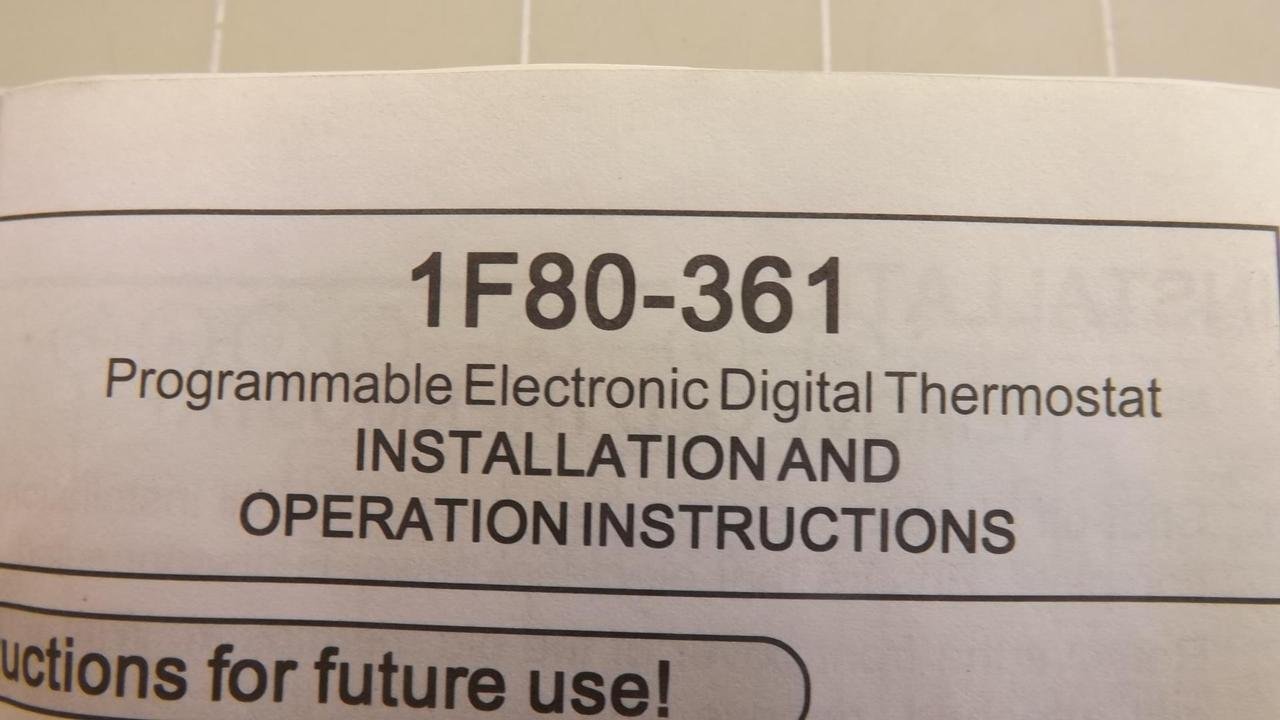 1F80-361
Programmable Electronic Digital Thermostat
INSTALLATION AND
OPERATION INSTRUCTIONS
uctions for future use!